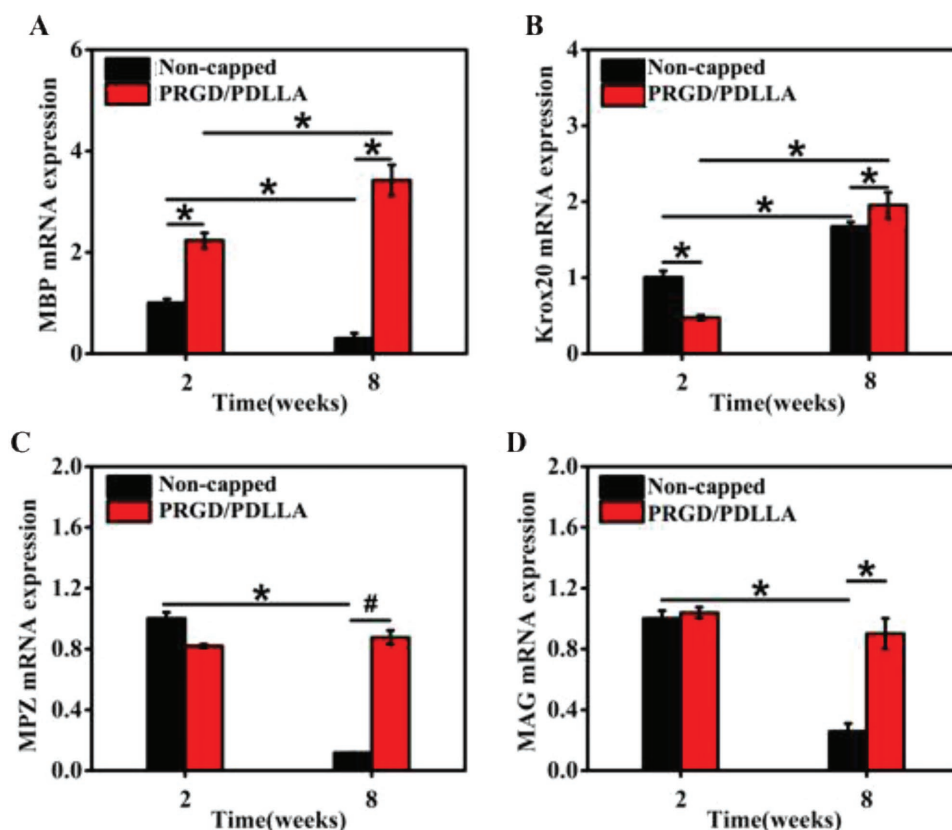 A
MBP mRNA expression
6
4
2
0
Non-capped
PRGD/PDLLA
*
*
*
*
2
8
Time(weeks)
B
Krox20 mRNA expression
4
3
2
1
0
Non-capped
PRGD/PDLLA
*
*
*
*
2
8
Time(weeks)
C
MPZ mRNA expression
2.0
1.6
1.2
0.8
0.4
0.0
Non-capped
PRGD/PDLLA
*
#
2
8
Time(weeks)
D
MAG mRNA expression
2.0
1.6
1.2
0.8
0.4
0.0
Non-capped
PRGD/PDLLA
*
*
2
8
Time(weeks)